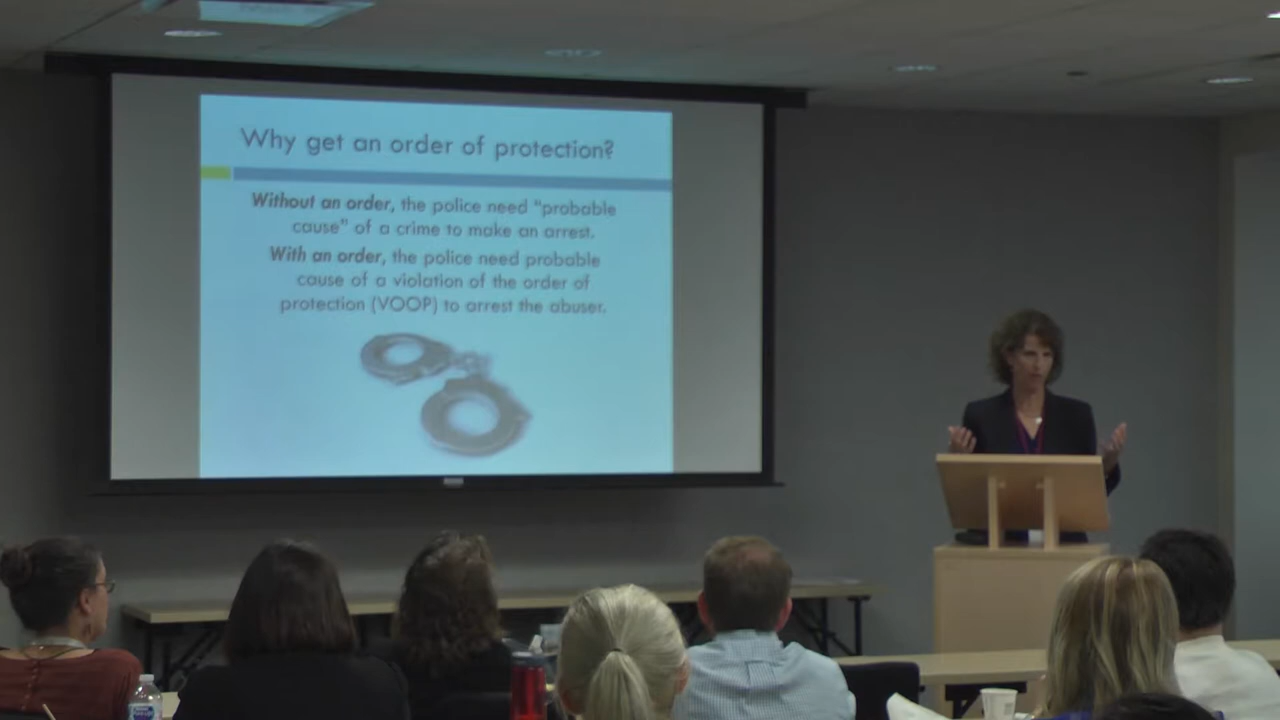 Why get an order of protection?
Without an order, the police need "probable
cause" of a crime to make an arrest.
With an order, the police need probable
cause of a violation of the order of
protection (VOOP) to arrest the abuser.